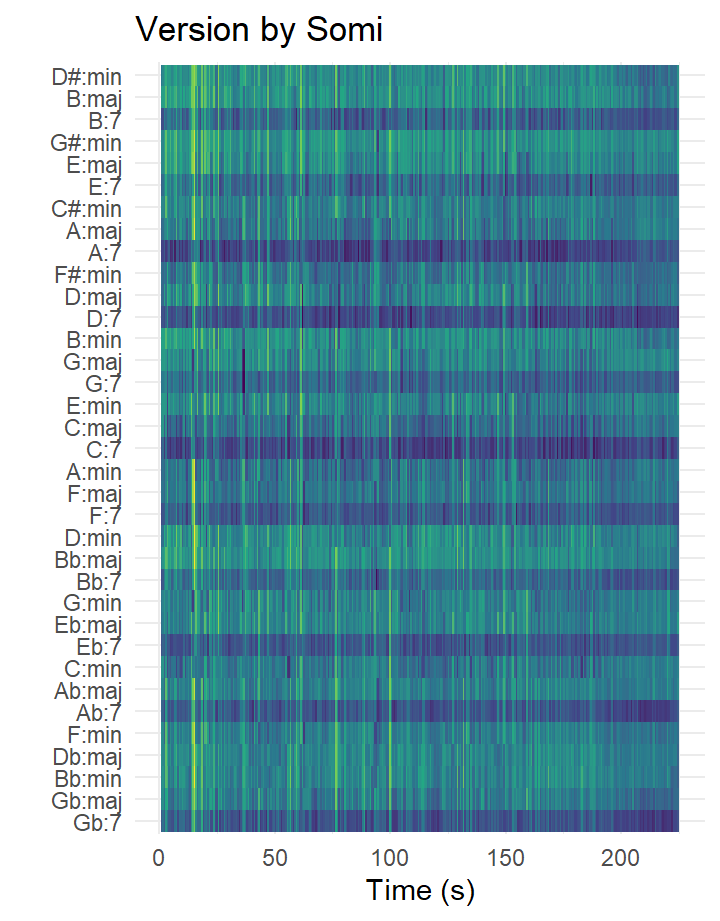 Version by Somi
D#:min
B:maj
B:7
G#:min
E:maj
E:7
C#:min
A:maj
A:7
F#:min
D:maj
D:7
B:min
G:maj
G:7
E:min
C:maj
C:7
A:min
F:maj
F:7
D:min
Bb:maj
Bb:7
G:min
Eb:maj
Eb:7
C:min
Ab:maj
Ab:7
F:min
Db:maj
Bb:min
Gb:maj
Gb:7
0 50 100 150 200
Time (s)